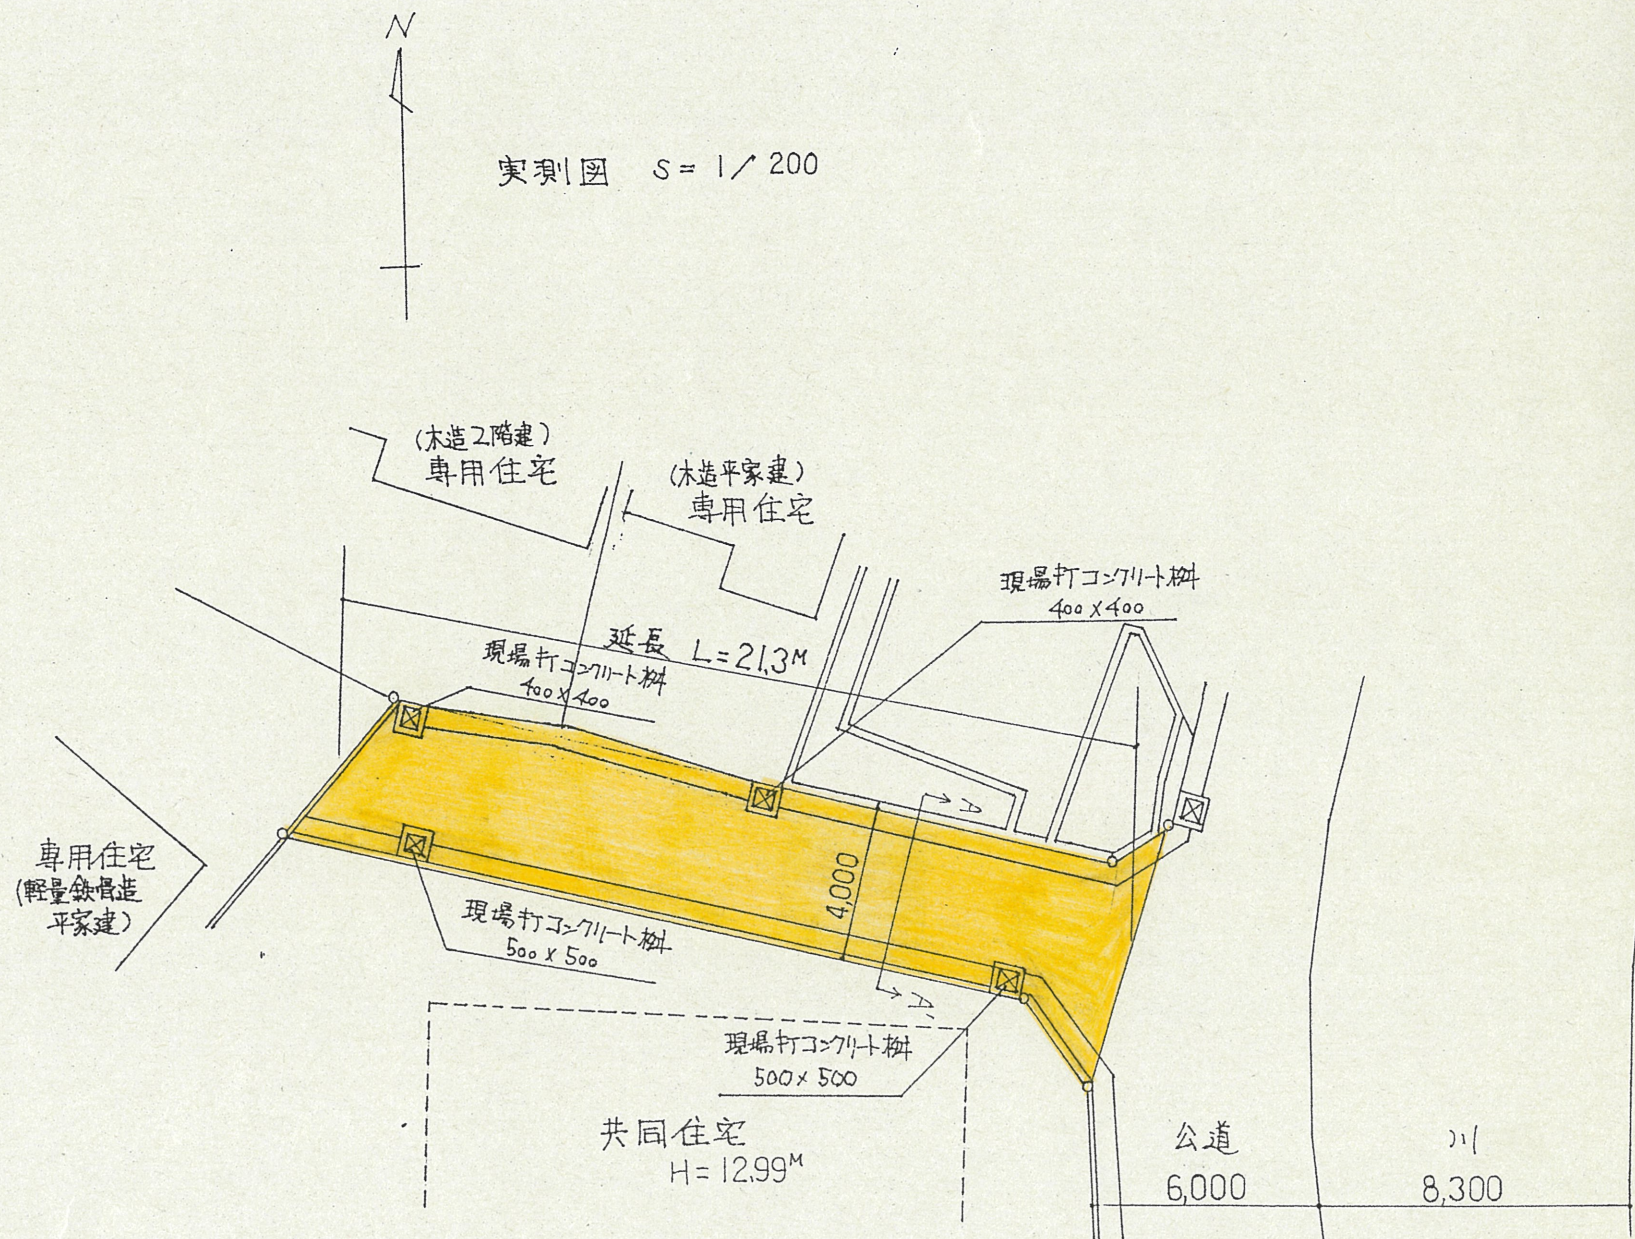 N
実測図 S= 1/200
(木造2階建)
専用住宅
(木造平家建)
専用住宅
現場打コンクリート桝
400×400
延長 L=21.3M
現場打コンクリート桝
400×400
A
4,000
専用住宅
(軽量鉄骨造
平家建)
現場打コンクリート桝
500×500
A'
現場打コンクリート桝
500×500
共同住宅
H=12.99M
公道
6,000
川
8,300